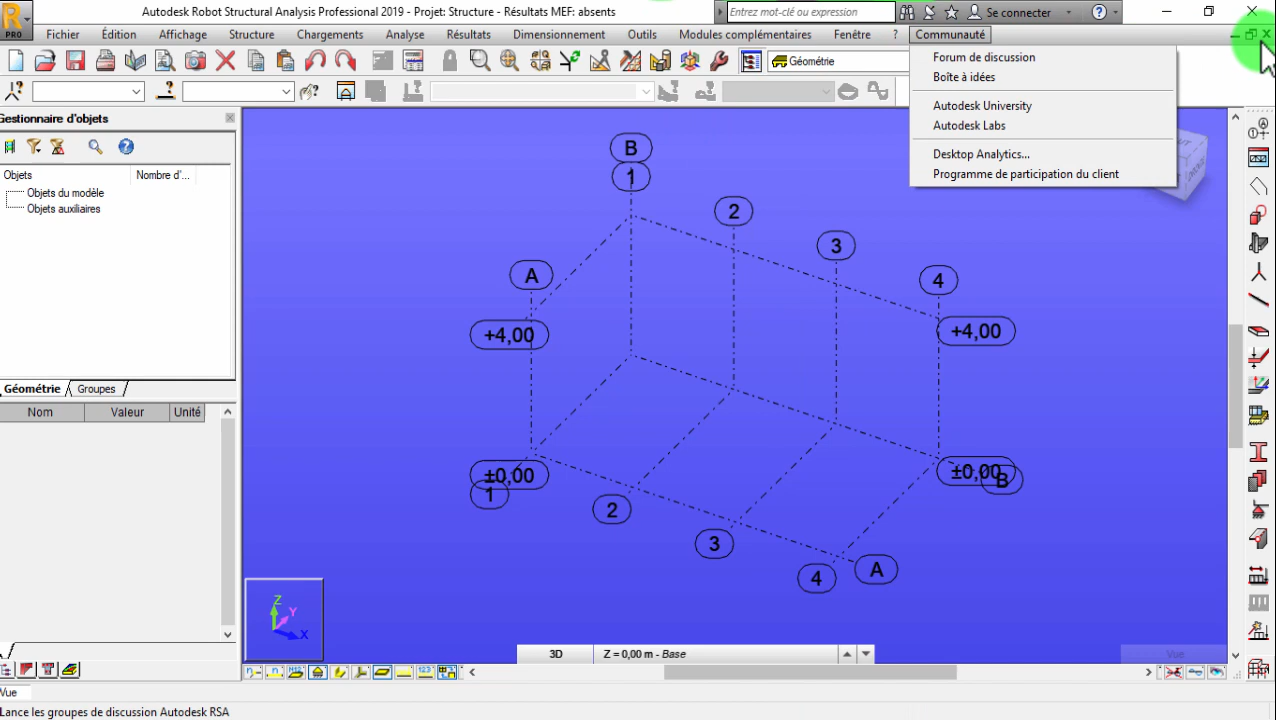 Autodesk Robot Structural Analysis Professional 2019 - Projet: Structure - Résultats MEF: absents
Entrez mot-clé ou expression
Se connecter
PRO
Fichier Édition Affichage Structure Chargements Analyse Résultats Dimensionnement Outils Modules complémentaires Fenêtre ? Communauté
Géométrie
Forum de discussion
Boite à idées
Autodesk University
Autodesk Labs
Desktop Analytics...
Programme de participation du client
Gestionnaire d'objets
Objets Nombre d'...
Objets du modèle
Objets auxiliaires
Géométrie Groupes
Nom Valeur Unité
B
1
2
3
A
4
+4,00
+4,00
±0,00
±0,00
1
B
2
3
4
A
Z
Y
X
3D Z = 0,00 m - Base
Vue
Vue
Lance les groupes de discussion Autodesk RSA